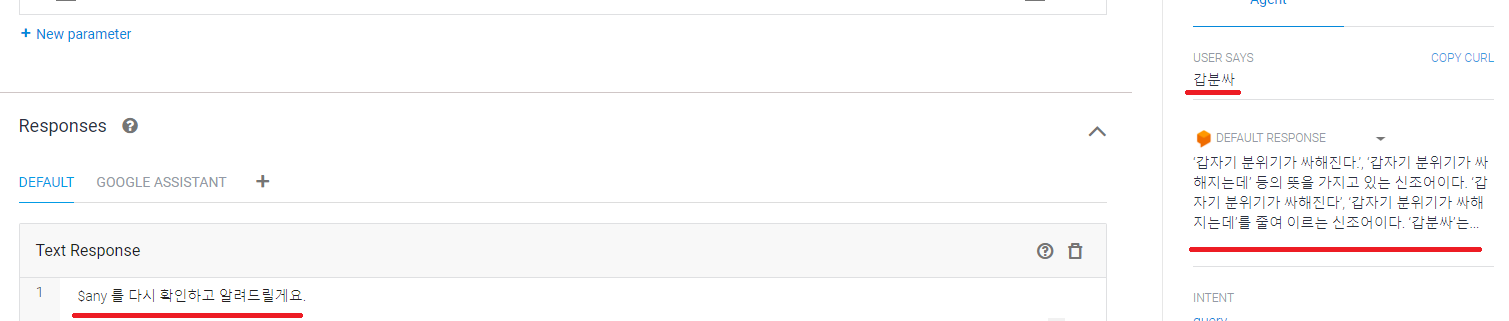 Agent
+ New parameter
USER SAYS
COPY CURL
갑분싸
Responses
DEFAULT RESPONSE
DEFAULT
GOOGLE ASSISTANT
+
'갑자기 분위기가 싸해진다.', '갑자기 분위기가 싸
해지는데' 등의 뜻을 가지고 있는 신조어이다. '갑
자기 분위기가 싸해진다', '갑자기 분위기가 싸해
지는데'를 줄여 이르는 신조어이다. '갑분싸'는...
Text Response
1
$any 를 다시 확인하고 알려드릴게요.
INTENT
query